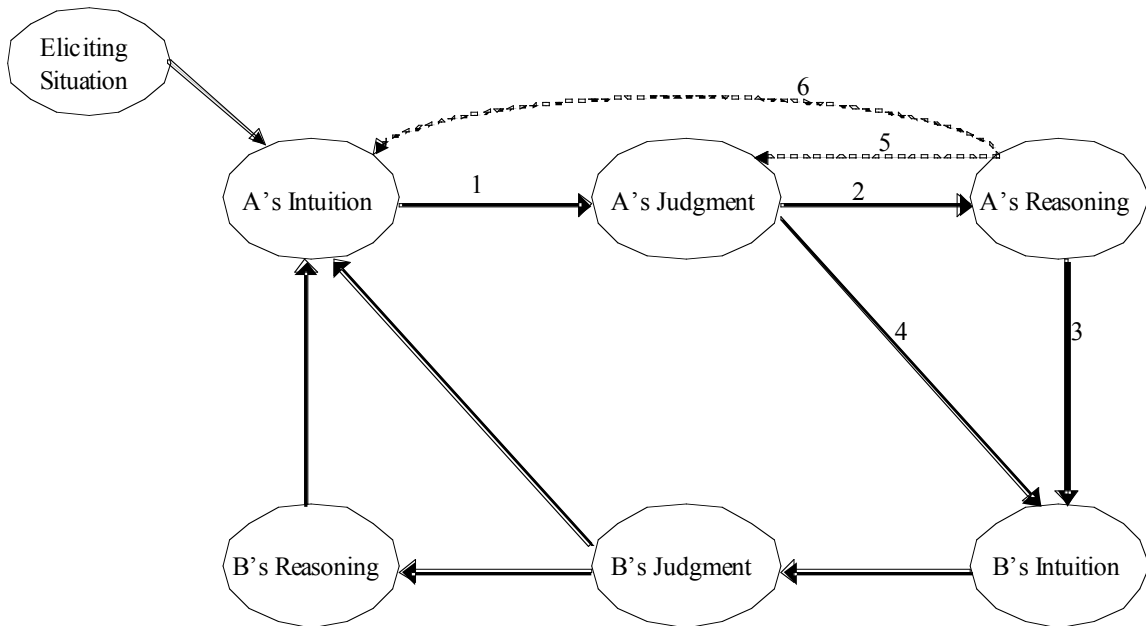 Eliciting
Situation
6
5
A's Intuition
1
A's Judgment
2
A's Reasoning
4
3
B's Reasoning
B's Judgment
B's Intuition